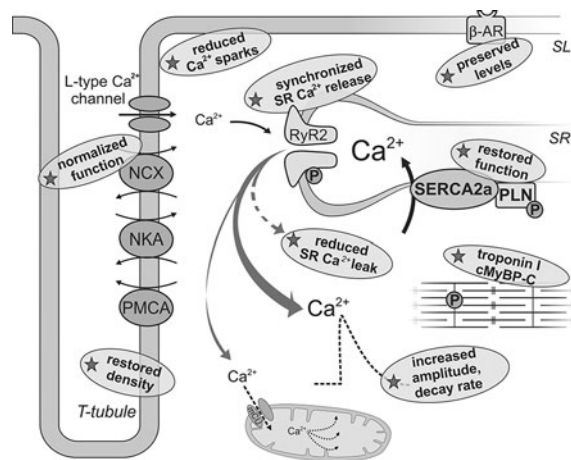 reduced
Ca²⁺ sparks
β-AR
SL
preserved
levels
L-type Ca²⁺
channel
synchronized
SR Ca²⁺ release
Ca²⁺
RyR2
Ca²⁺
SR
normalized
function
NCX
P
restored
function
SERCA2a
PLN
P
NKA
reduced
SR Ca²⁺leak
troponin I
cMyBP-C
P
PMCA
Ca²⁺
restored
density
T-tubule
Ca²⁺
increased
amplitude,
decay rate
Ca²⁺